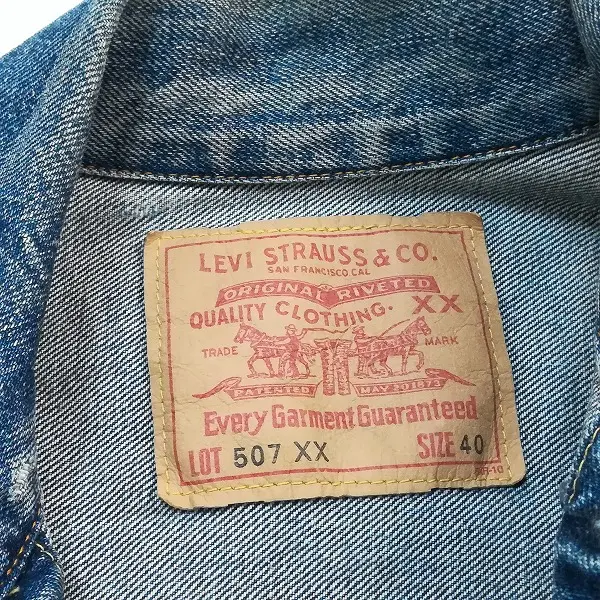 LEVI STRAUSS & CO.
SAN FRANCISCO.CAL
ORIGINAL RIVETED
QUALITY CLOTHING. XX
TRADE MARK
PATENTED MAY 20 1873
Every Garment Guaranteed
LOT 507 XX SIZE 40